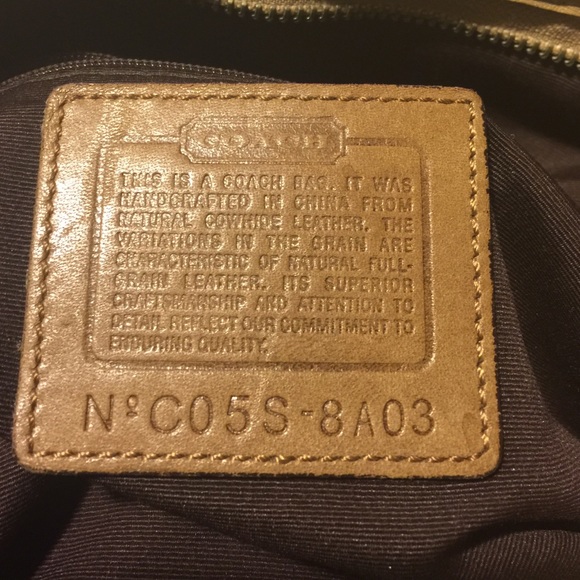 COACH
THIS IS A COACH BAG. IT WAS
HANDCRAFTED IN CHINA FROM
NATURAL COWHIDE LEATHER. THE
VARIATIONS IN THE GRAIN ARE
CHARACTERISTIC OF NATURAL FULL-
GRAIN LEATHER. ITS SUPERIOR
CRAFTSMANSHIP AND ATTENTION TO
DETAIL REFLECT OUR COMMITMENT TO
ENDURING QUALITY.
Nº C05S-8A03